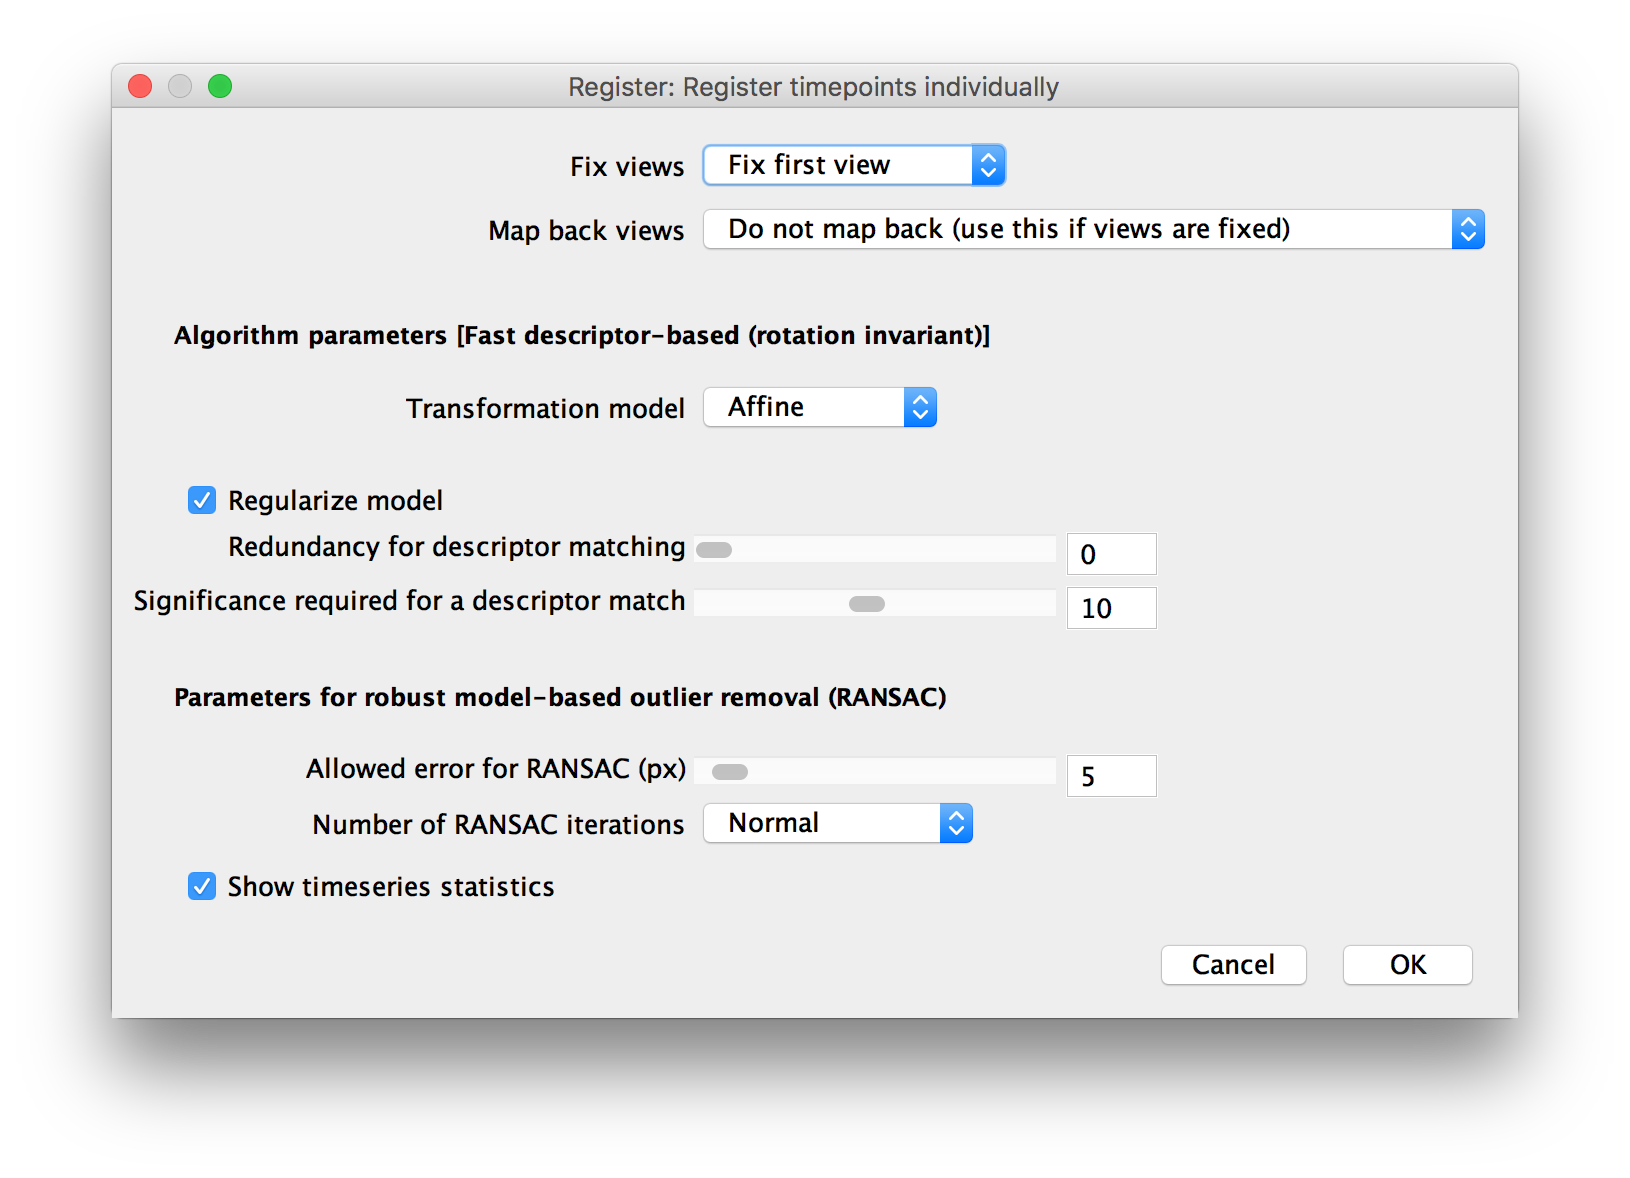 Register: Register timepoints individually
Fix views Fix first view
Map back views Do not map back (use this if views are fixed)
Algorithm parameters [Fast descriptor-based (rotation invariant)]
Transformation model Affine
Regularize model
Redundancy for descriptor matching 0
Significance required for a descriptor match 10
Parameters for robust model-based outlier removal (RANSAC)
Allowed error for RANSAC (px) 5
Number of RANSAC iterations Normal
Show timeseries statistics
Cancel OK